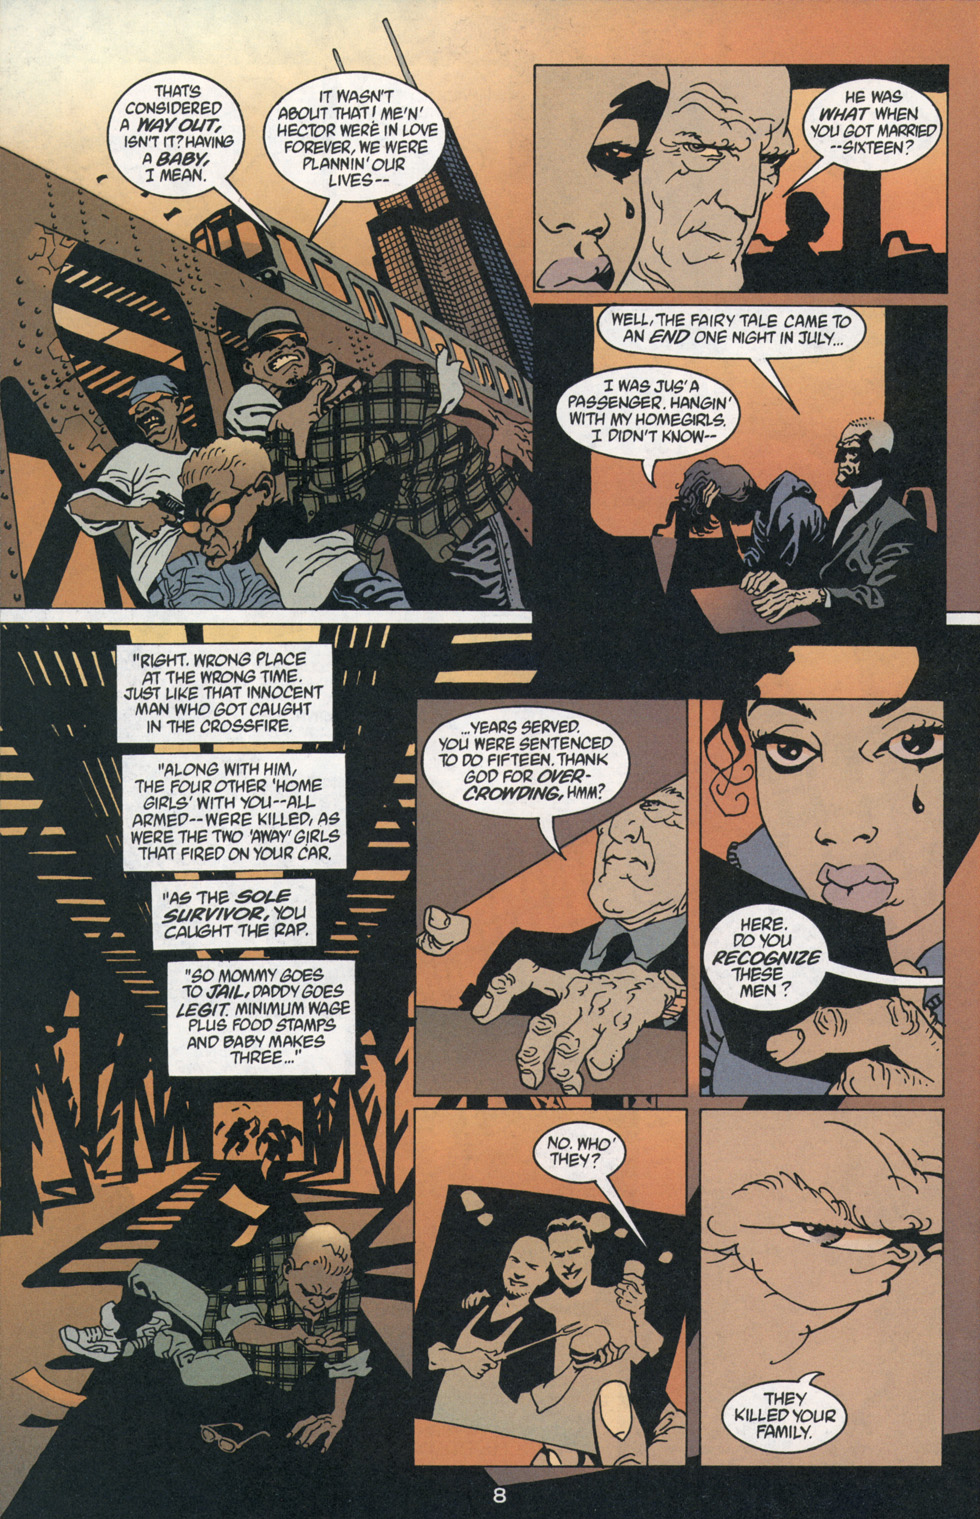 THAT'S
CONSIDERED
A WAY OUT,
ISN'T IT? HAVING
A BABY,
I MEAN.
IT WASN'T
ABOUT THAT! ME 'N'
HECTOR WERE IN LOVE
FOREVER, WE WERE
PLANNIN' OUR
LIVES--
HE WAS
WHAT WHEN
YOU GOT MARRIED
--SIXTEEN?
WELL, THE FAIRY TALE CAME TO
AN END ONE NIGHT IN JULY...
I WAS JUS' A
PASSENGER. HANGIN'
WITH MY HOMEGIRLS.
I DIDN'T KNOW--
"RIGHT. WRONG PLACE
AT THE WRONG TIME.
JUST LIKE THAT INNOCENT
MAN WHO GOT CAUGHT
IN THE CROSSFIRE.
"ALONG WITH HIM,
THE FOUR OTHER 'HOME
GIRLS' WITH YOU--ALL
ARMED--WERE KILLED, AS
WERE THE TWO 'AWAY' GIRLS
THAT FIRED ON YOUR CAR.
"AS THE SOLE
SURVIVOR, YOU
CAUGHT THE RAP.
"SO MOMMY GOES
TO JAIL, DADDY GOES
LEGIT. MINIMUM WAGE
PLUS FOOD STAMPS
AND BABY MAKES
THREE..."
...YEARS SERVED.
YOU WERE SENTENCED
TO DO FIFTEEN. THANK
GOD FOR OVER-
CROWDING, HMM?
HERE.
DO YOU
RECOGNIZE
THESE
MEN?
NO. WHO'
THEY?
THEY
KILLED YOUR
FAMILY.
8